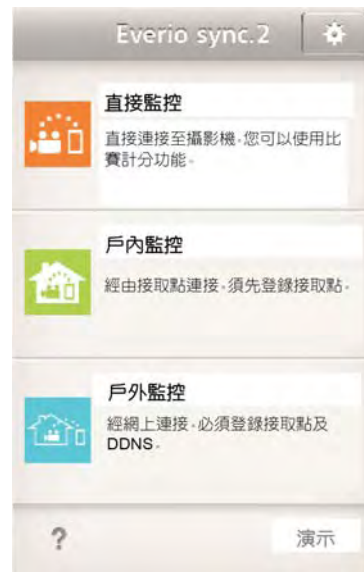 Everio sync.2
直接監控
直接連接至攝影機，您可以使用比
賽計分功能。
戶內監控
經由接取點連接，須先登錄接取點。
戶外監控
經網上連接，必須登錄接取點及
DDNS。
?
演示